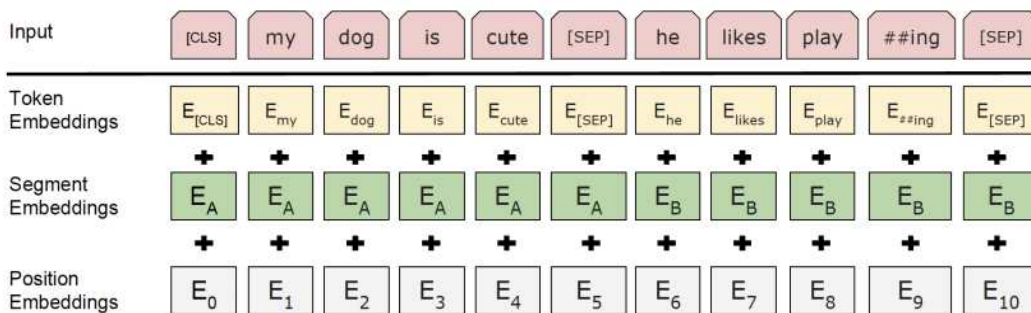 Input [CLS] my dog is cute [SEP] he likes play ##ing [SEP]
Token Embeddings E[CLS] Emy Edog Eis Ecute E[SEP] Ehe Elikes Eplay E##ing E[SEP]
+ + + + + + + + + + +
Segment Embeddings EA EA EA EA EA EA EB EB EB EB EB
+ + + + + + + + + + +
Position Embeddings E0 E1 E2 E3 E4 E5 E6 E7 E8 E9 E10